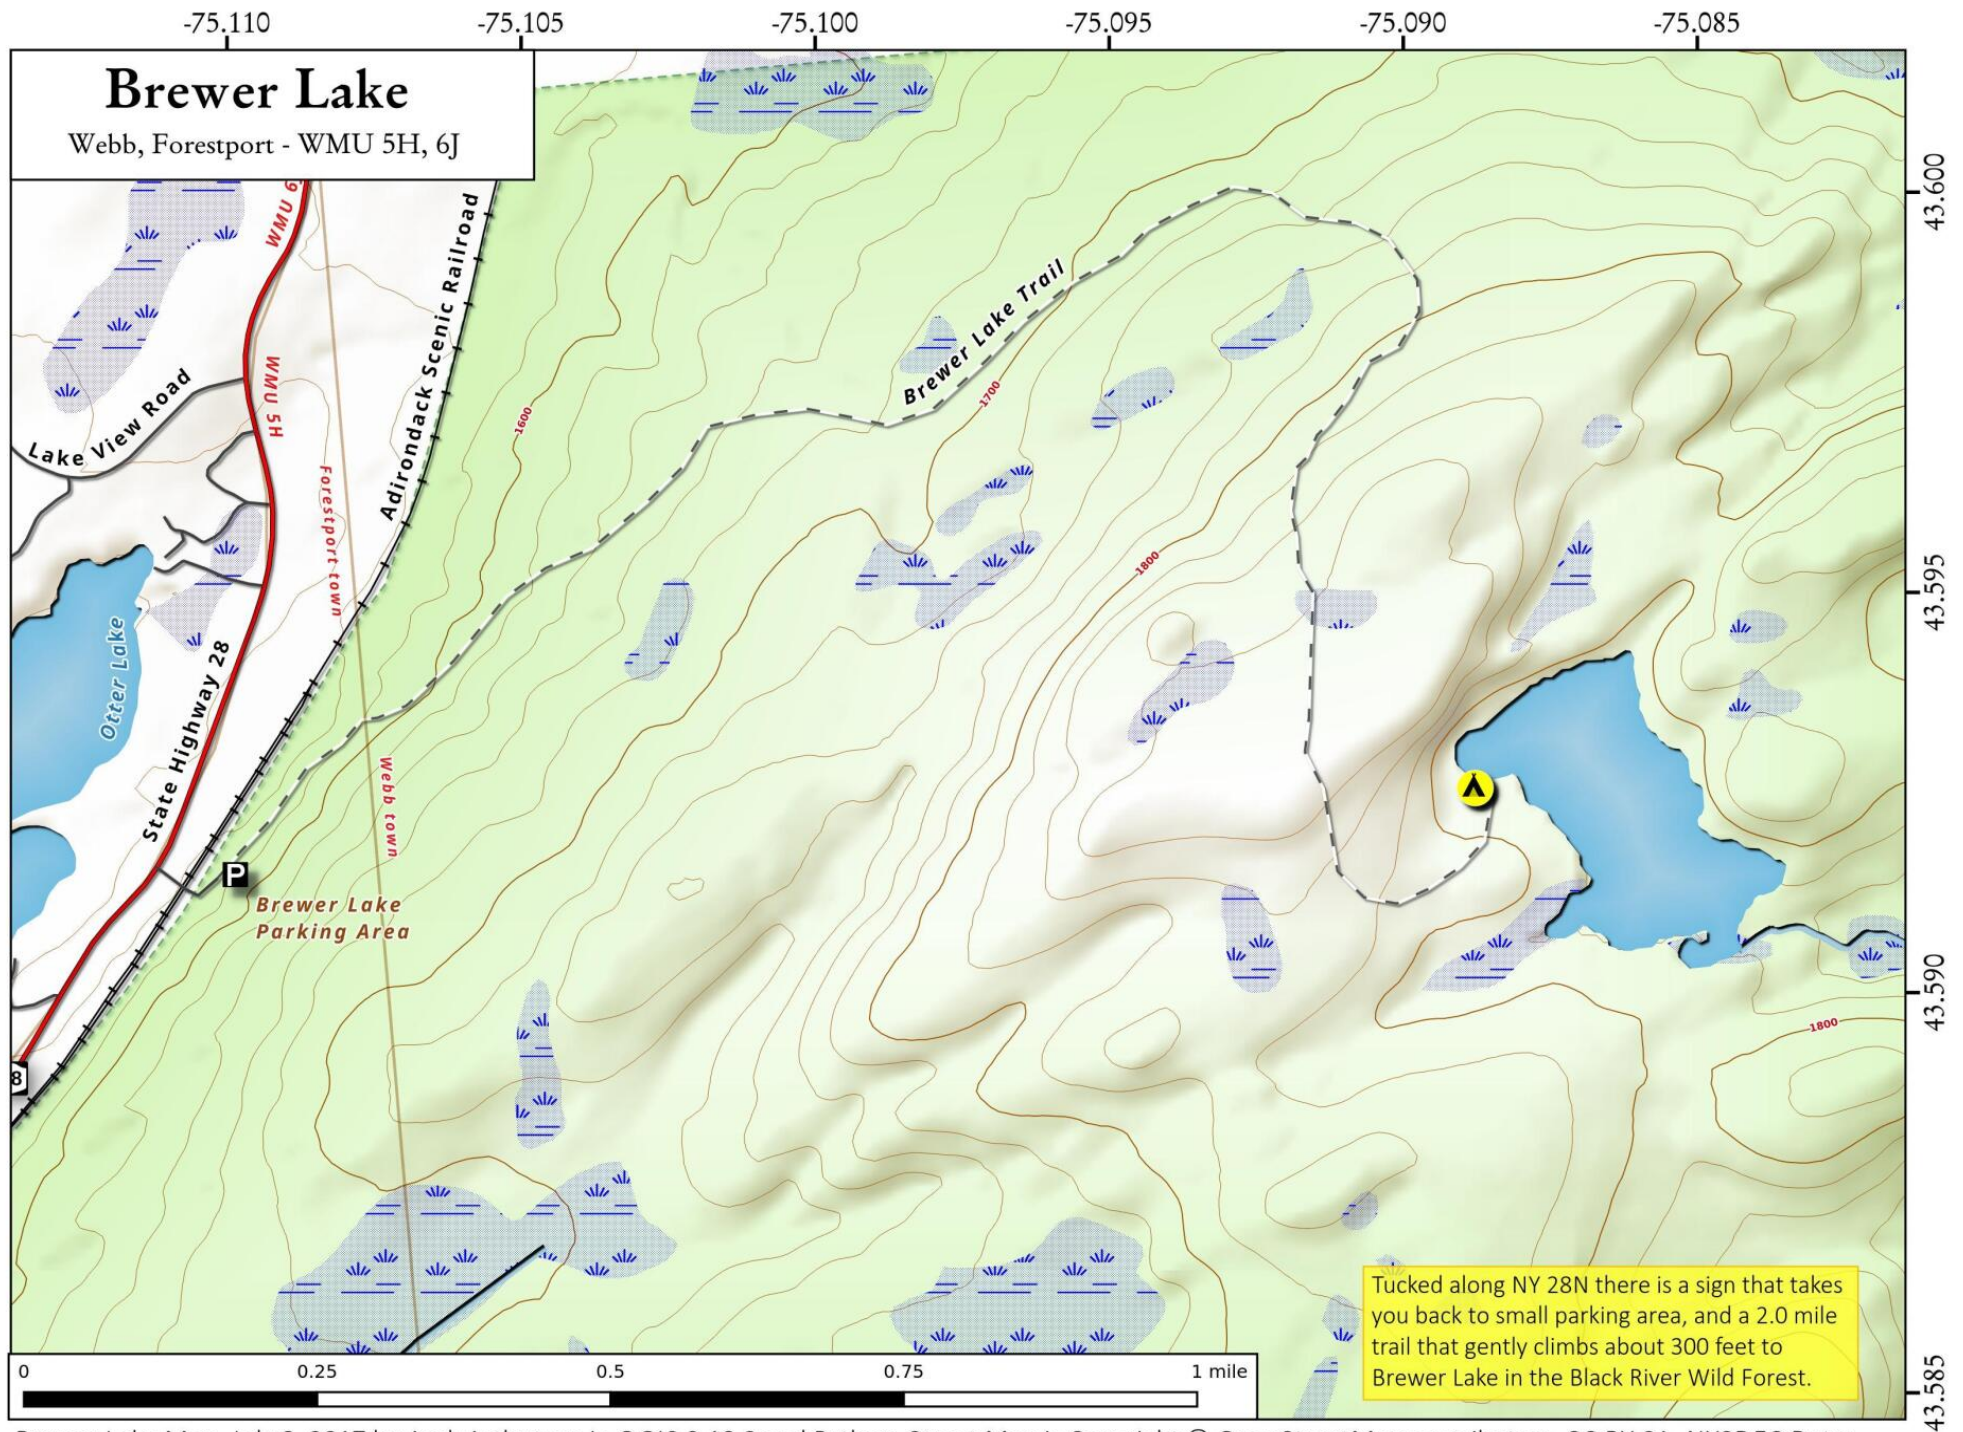 -75.110
-75.105
-75.100
-75.095
-75.090
-75.085
Brewer Lake
Webb, Forestport - WMU 5H, 6J
43.600
43.595
43.590
43.585
WMU
WMU 5H
Adirondack Scenic Railroad
Lake View Road
Forestport town
Webb town
Otter Lake
State Highway 28
P
Brewer Lake
Parking Area
8
Brewer Lake Trail
1600
1700
1800
1800
Tucked along NY 28N there is a sign that takes
you back to small parking area, and a 2.0 mile
trail that gently climbs about 300 feet to
Brewer Lake in the Black River Wild Forest.
0 0.25 0.5 0.75 1 mile